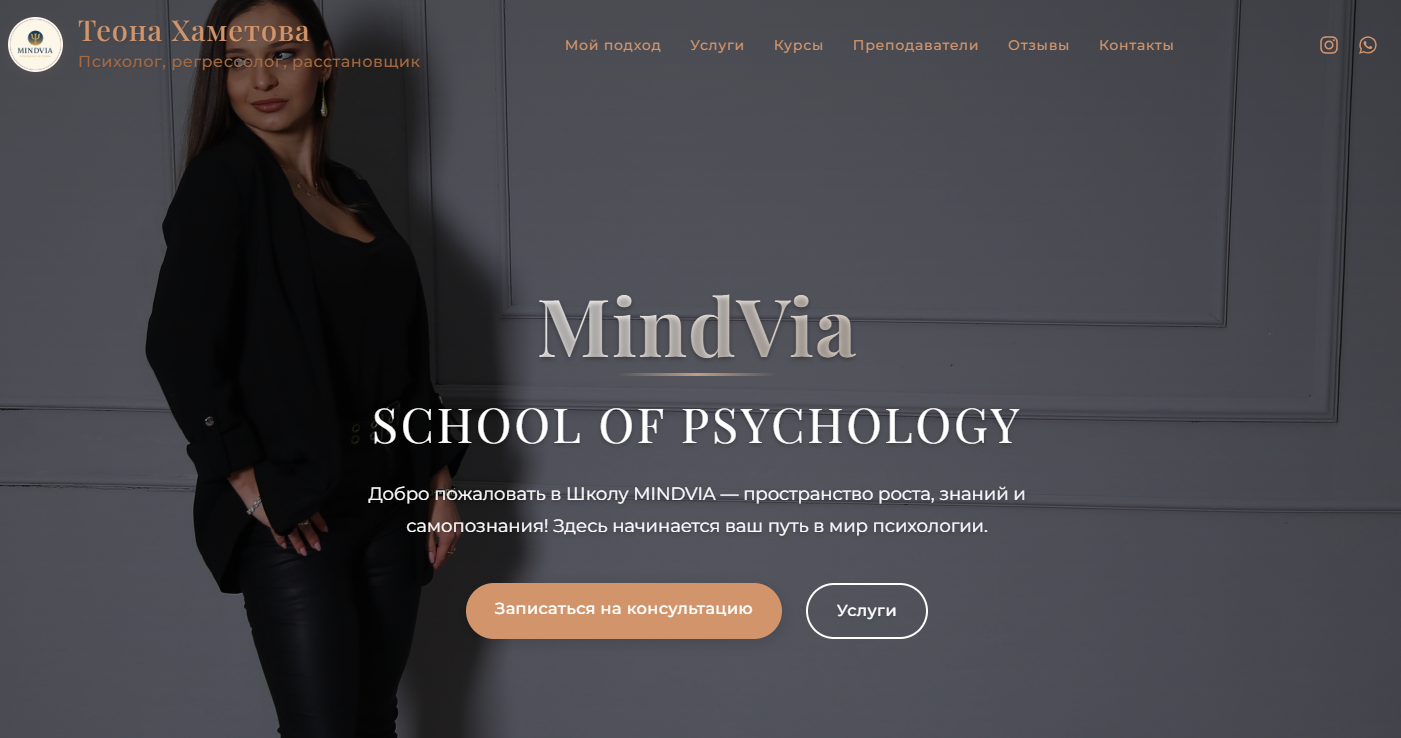 MINDVIA
Теона Хаметова
Психолог, регрессолог, расстановщик
Мой подход
Услуги
Курсы
Преподаватели
Отзывы
Контакты
MindVia
SCHOOL OF PSYCHOLOGY
Добро пожаловать в Школу MINDVIA — пространство роста, знаний и
самопознания! Здесь начинается ваш путь в мир психологии.
Записаться на консультацию
Услуги